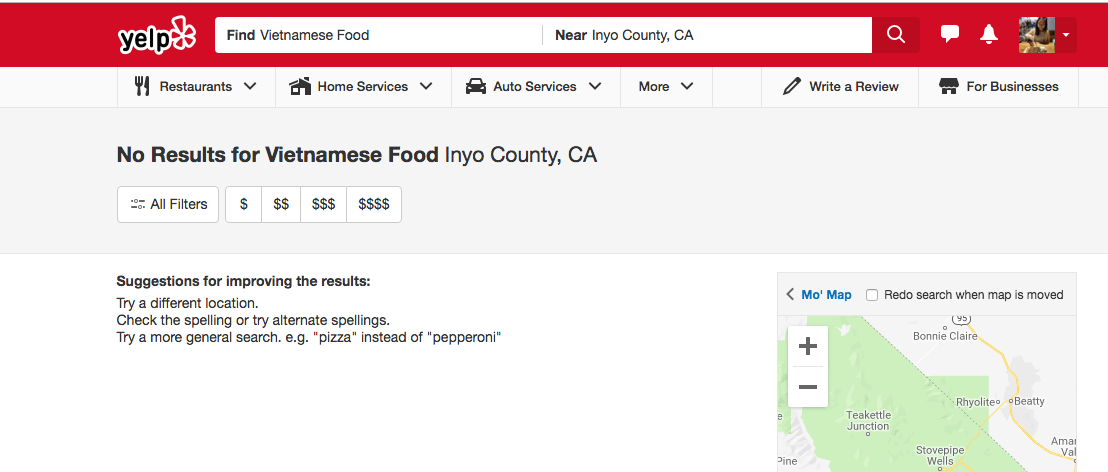 yelp Find Vietnamese Food Near Inyo County, CA
Restaurants Home Services Auto Services More Write a Review For Businesses
No Results for Vietnamese Food Inyo County, CA
All Filters $ $$ $$$ $$$$
Suggestions for improving the results:
Try a different location.
Check the spelling or try alternate spellings.
Try a more general search. e.g. "pizza" instead of "pepperoni"
Mo' Map Redo search when map is moved
95
Bonnie Claire
Rhyolite Beatty
Teakettle
Junction
Stovepipe
Wells
Pine